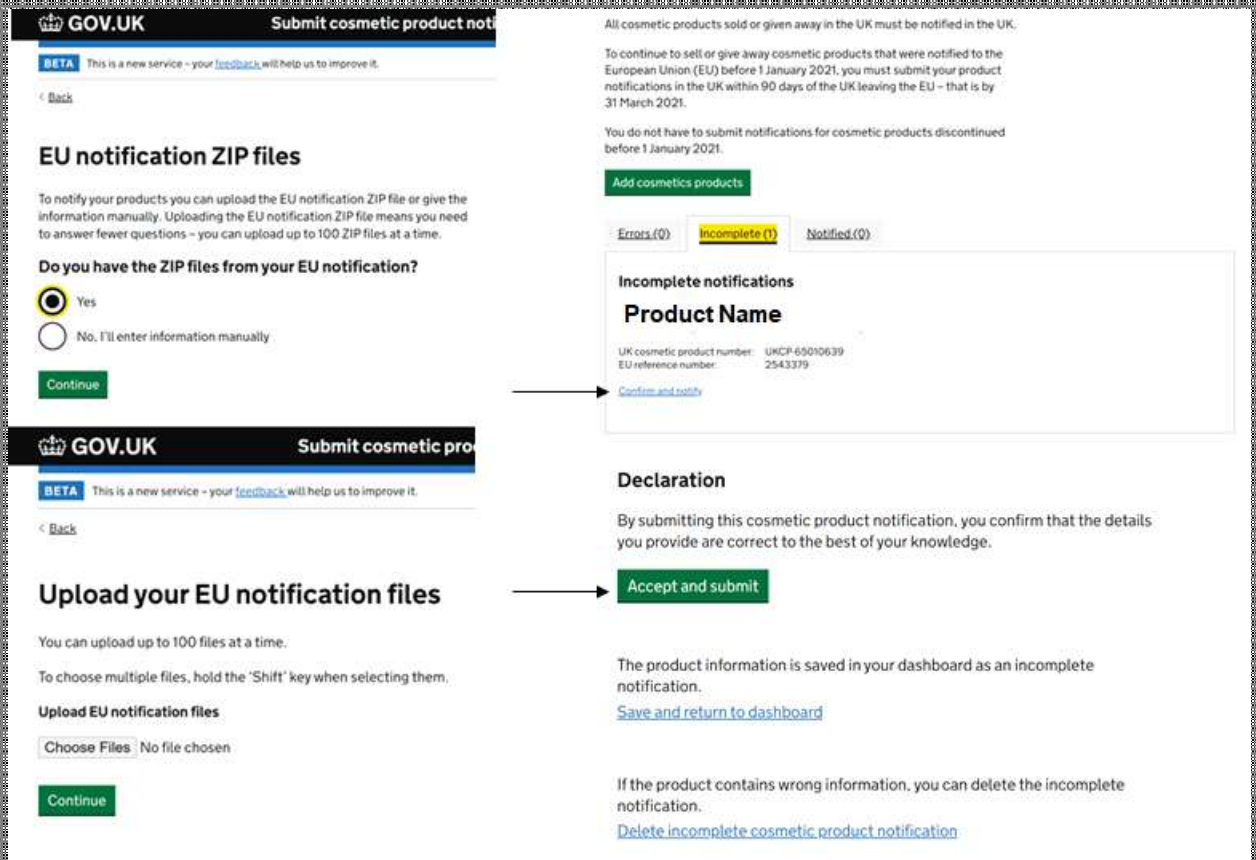 GOV.UK Submit cosmetic product noti
BETA This is a new service – your feedback will help us to improve it.
< Back
EU notification ZIP files
To notify your products you can upload the EU notification ZIP file or give the
information manually. Uploading the EU notification ZIP file means you need
to answer fewer questions – you can upload up to 100 ZIP files at a time.
Do you have the ZIP files from your EU notification?
Yes
No, I'll enter information manually
Continue
GOV.UK Submit cosmetic pro
BETA This is a new service – your feedback will help us to improve it.
< Back
Upload your EU notification files
You can upload up to 100 files at a time.
To choose multiple files, hold the 'Shift' key when selecting them.
Upload EU notification files
Choose Files No file chosen
Continue
All cosmetic products sold or given away in the UK must be notified in the UK.
To continue to sell or give away cosmetic products that were notified to the
European Union (EU) before 1 January 2021, you must submit your product
notifications in the UK within 90 days of the UK leaving the EU – that is by
31 March 2021.
You do not have to submit notifications for cosmetic products discontinued
before 1 January 2021.
Add cosmetics products
Errors (0) Incomplete (1) Notified (0)
Incomplete notifications
Product Name
UK cosmetic product number: UKCP-65010639
EU reference number: 2543379
Confirm and notify
Declaration
By submitting this cosmetic product notification, you confirm that the details
you provide are correct to the best of your knowledge.
Accept and submit
The product information is saved in your dashboard as an incomplete
notification.
Save and return to dashboard
If the product contains wrong information, you can delete the incomplete
notification.
Delete incomplete cosmetic product notification